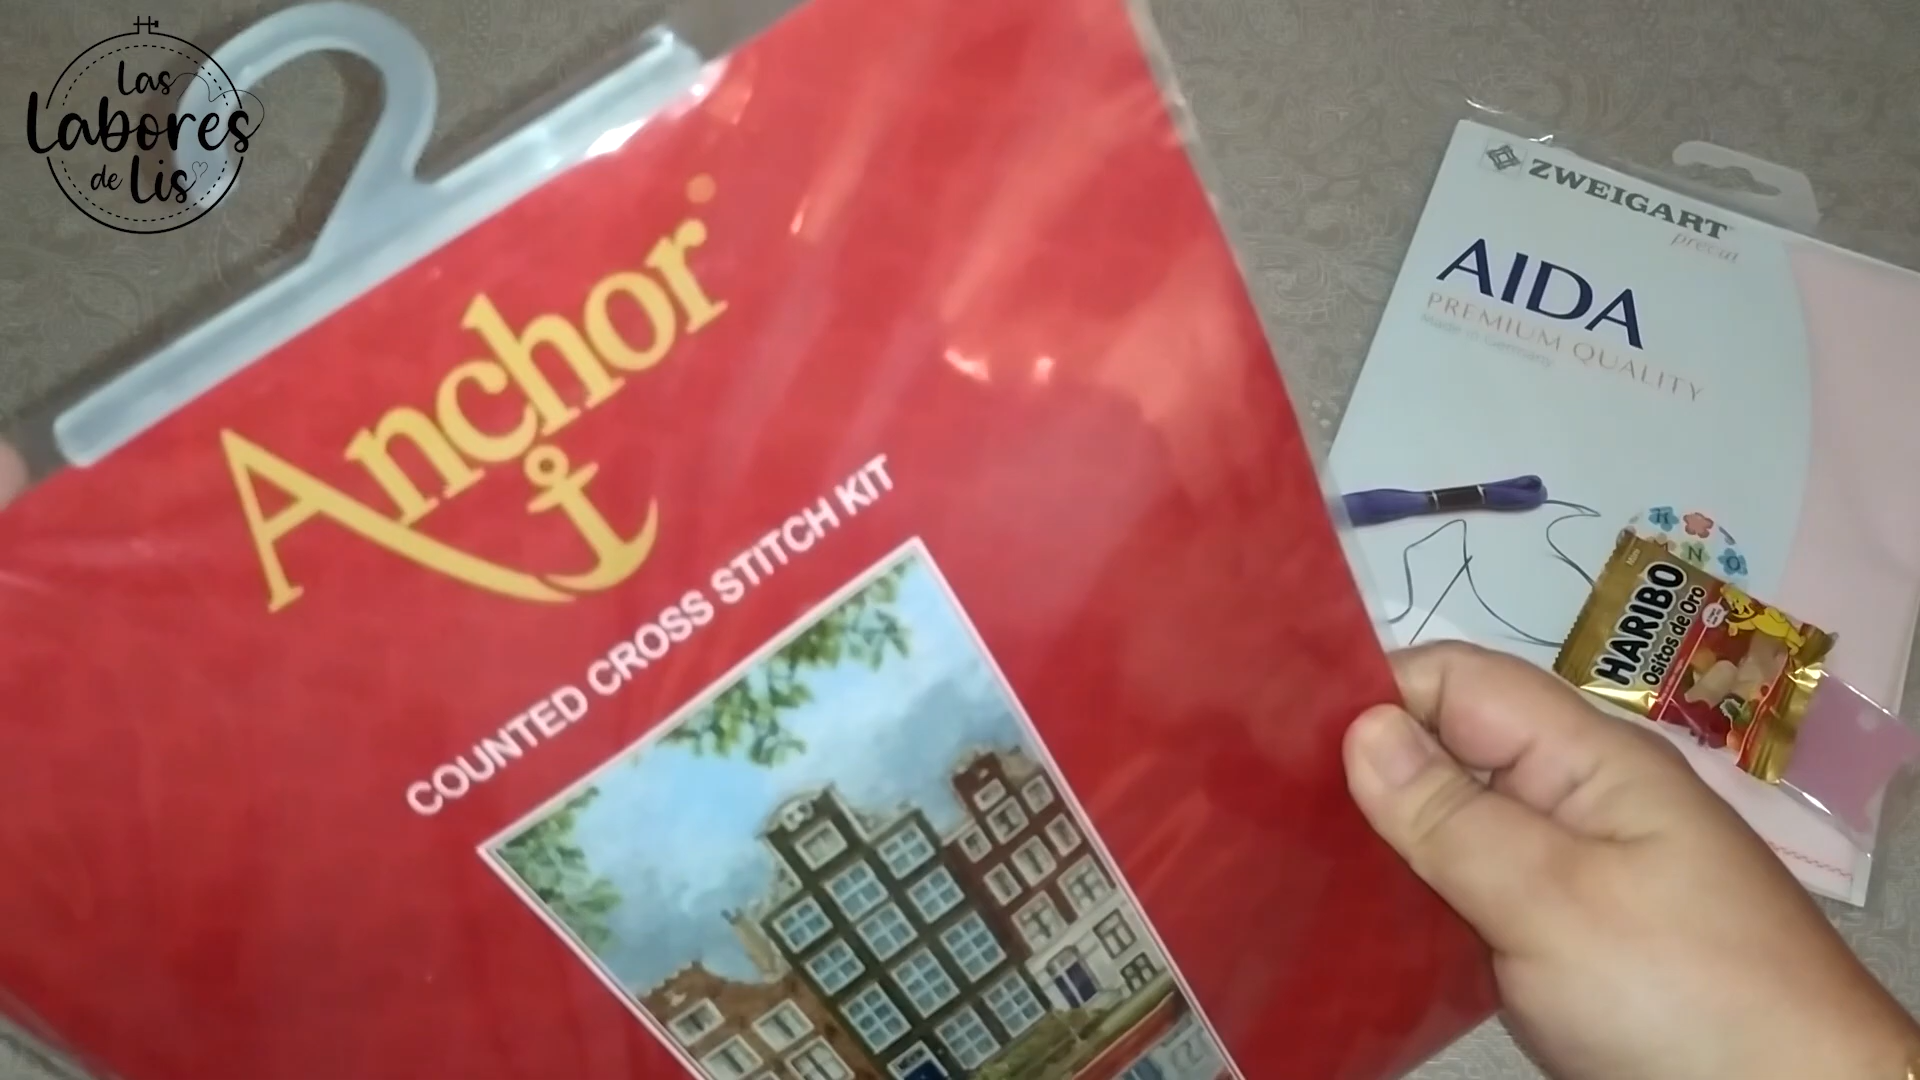 Las
Labores
de Lis
Anchor
COUNTED CROSS STITCH KIT
ZWEIGART
precut
AIDA
PREMIUM QUALITY
Made in Germany
HARIBO
Ositos de Oro